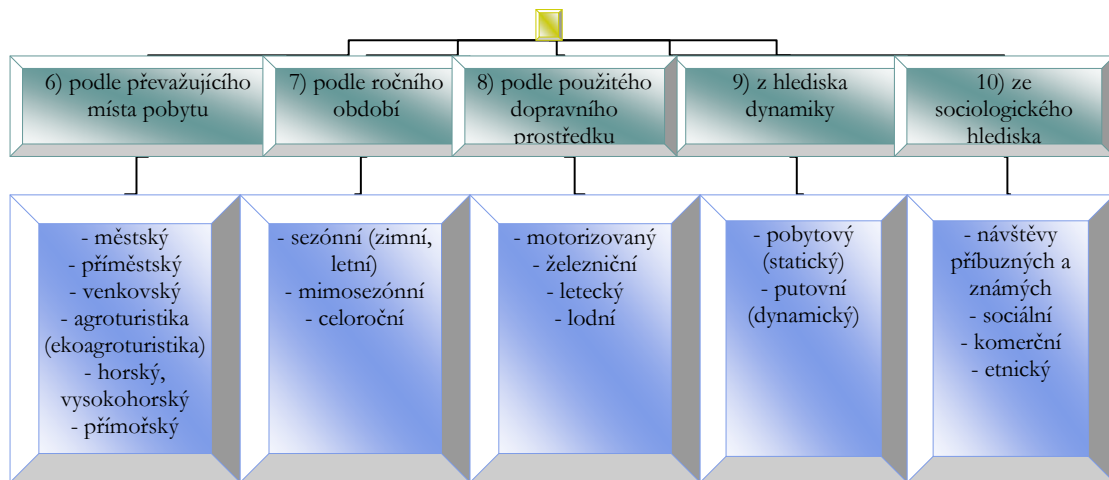 6) podle převažujícího
místa pobytu
7) podle ročního
období
8) podle použitého
dopravního
prostředku
9) z hlediska
dynamiky
10) ze
sociologického
hlediska
- městský
- příměstský
- venkovský
- agroturistika
(ekoagroturistika)
- horský,
vysokohorský
- přímořský
- sezónní (zimní,
letní)
- mimosezónní
- celoroční
- motorizovaný
- železniční
- letecký
- lodní
- pobytový
(statický)
- putovní
(dynamický)
- návštěvy
příbuzných a
známých
- sociální
- komerční
- etnický